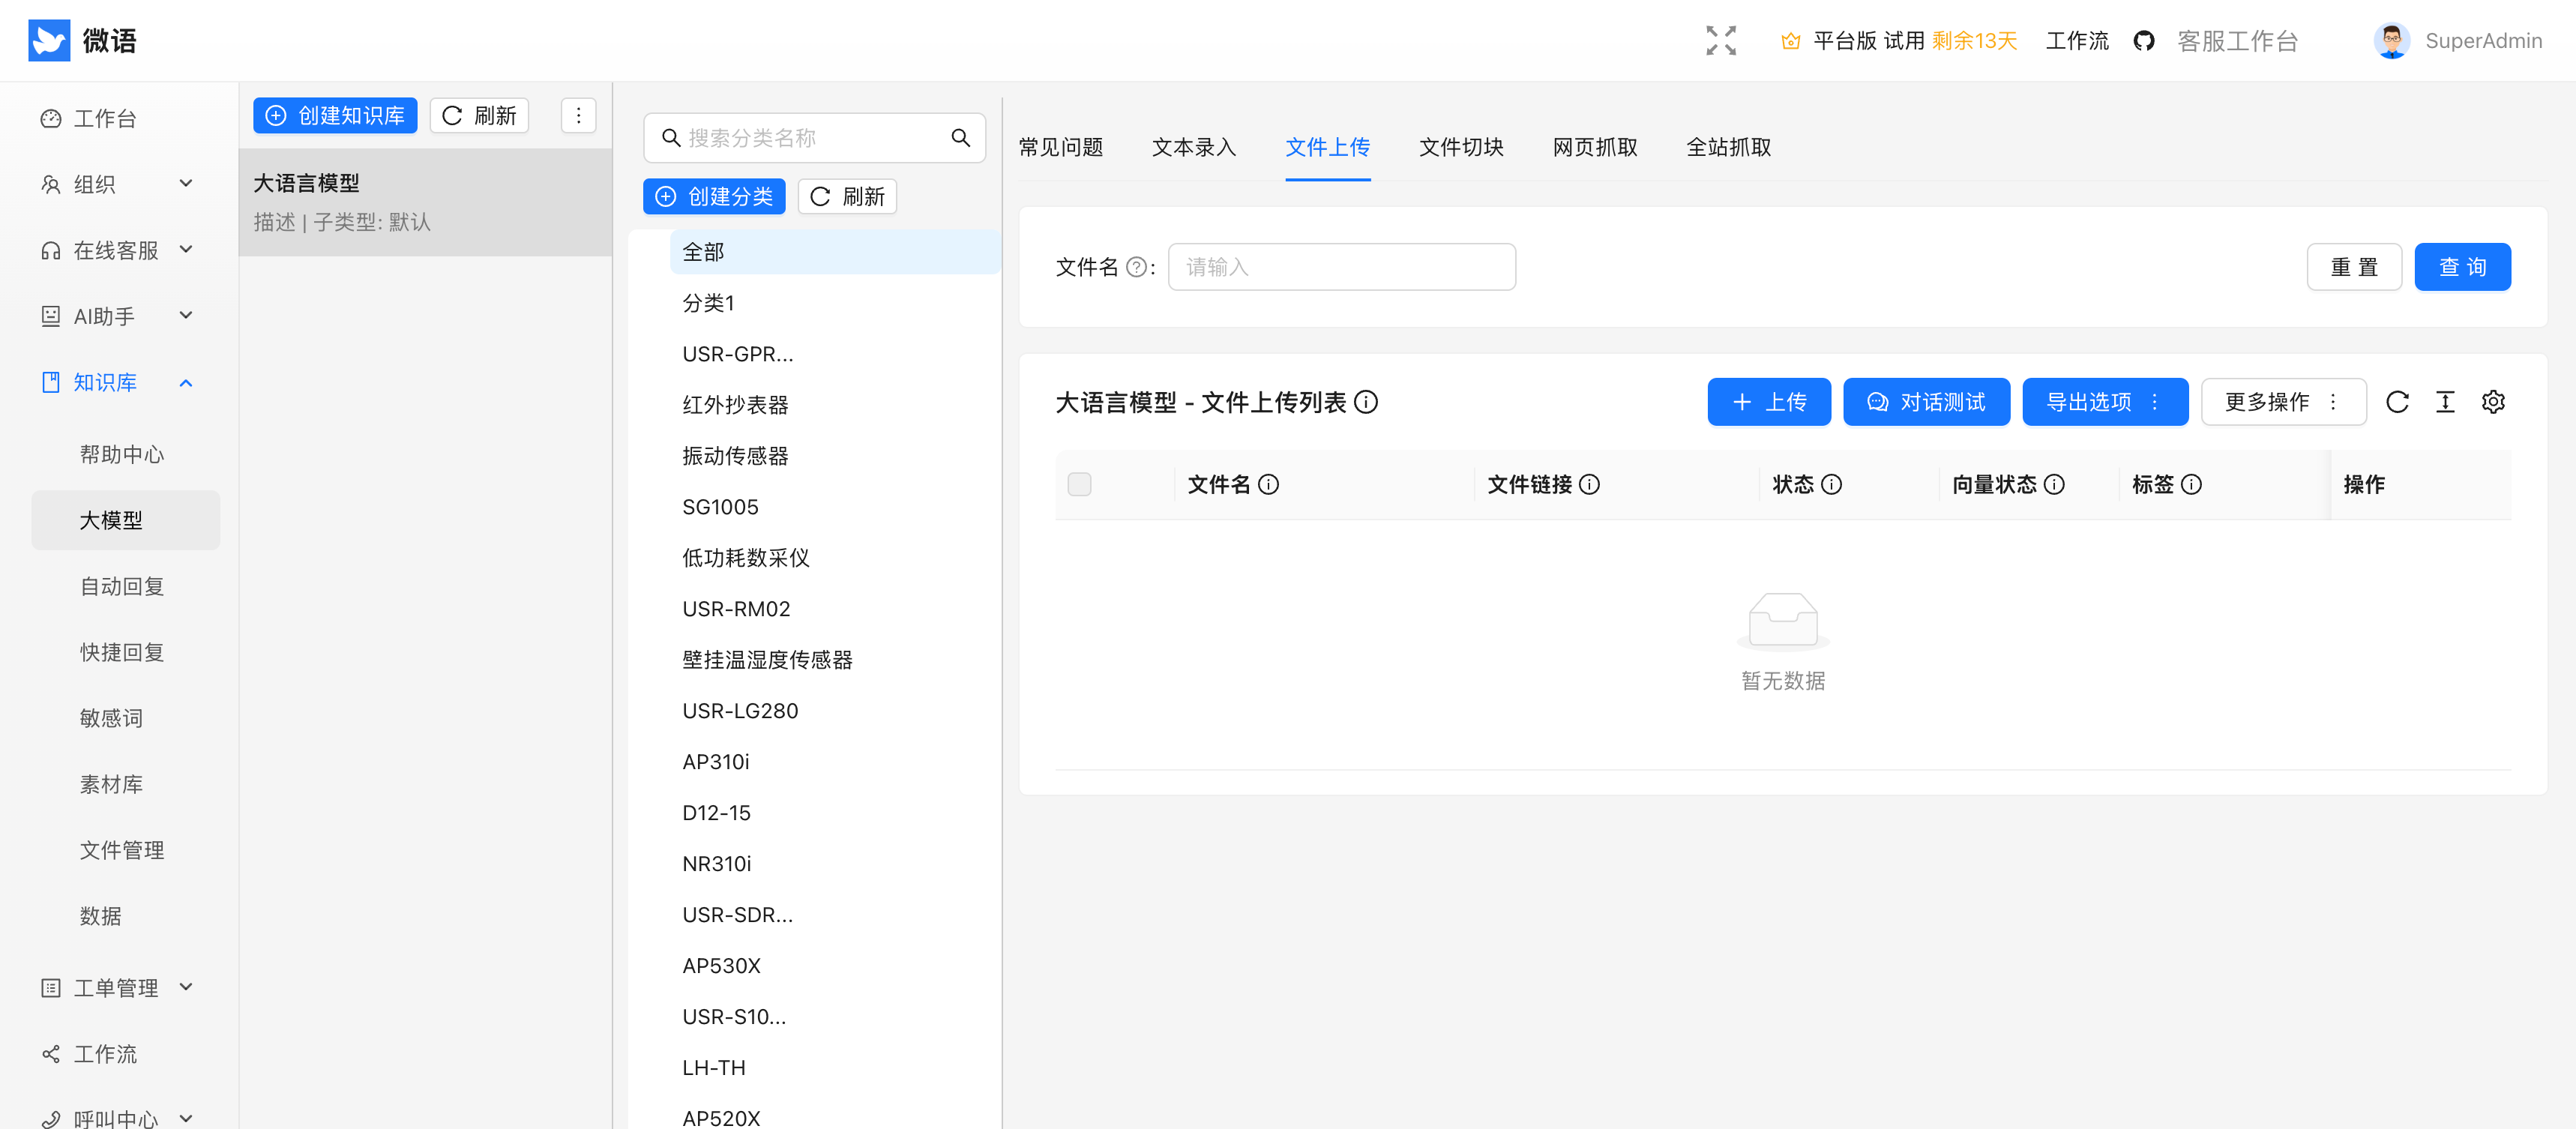 微语
平台版 试用 剩余13天
工作流
客服工作台
SuperAdmin
工作台
组织
在线客服
AI助手
知识库
帮助中心
大模型
自动回复
快捷回复
敏感词
素材库
文件管理
数据
工单管理
工作流
呼叫中心
创建知识库
刷新
大语言模型
描述 | 子类型: 默认
搜索分类名称
创建分类
刷新
全部
分类1
USR-GPR...
红外抄表器
振动传感器
SG1005
低功耗数采仪
USR-RM02
壁挂温湿度传感器
USR-LG280
AP310i
D12-15
NR310i
USR-SDR...
AP530X
USR-S10...
LH-TH
AP520X
常见问题
文本录入
文件上传
文件切块
网页抓取
全站抓取
文件名 :
请输入
重 置
查 询
大语言模型 - 文件上传列表
上传
对话测试
导出选项
更多操作
文件名
文件链接
状态
向量状态
标签
操作
暂无数据